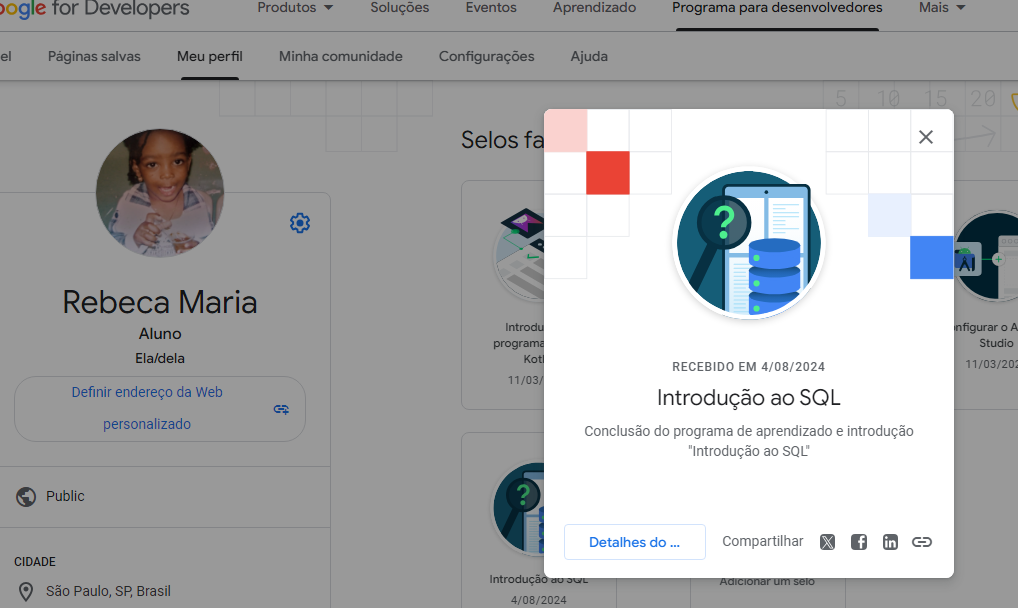 oogle for Developers
Produtos
Soluções
Eventos
Aprendizado
Programa para desenvolvedores
Mais
el
Páginas salvas
Meu perfil
Minha comunidade
Configurações
Ajuda
5 10 15 20
Selos fa
Rebeca Maria
Aluno
Ela/dela
Definir endereço da Web
personalizado
Public
CIDADE
São Paulo, SP, Brasil
Introdu
programa
Kotl
11/03/
?
RECEBIDO EM 4/08/2024
Introdução ao SQL
Conclusão do programa de aprendizado e introdução
"Introdução ao SQL"
Detalhes do ...
Compartilhar
AI
nfigurar o A
Studio
11/03/202
?
Introdução ao SQL
4/08/2024
Adicionar um selo